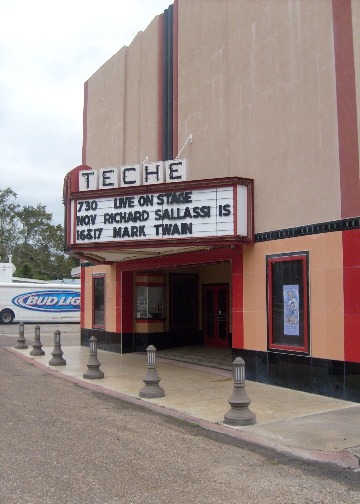 TECHE
730 LIVE ON STAGE
NOV RICHARD SALLASSI IS
16&17 MARK TWAIN
BUD LIG